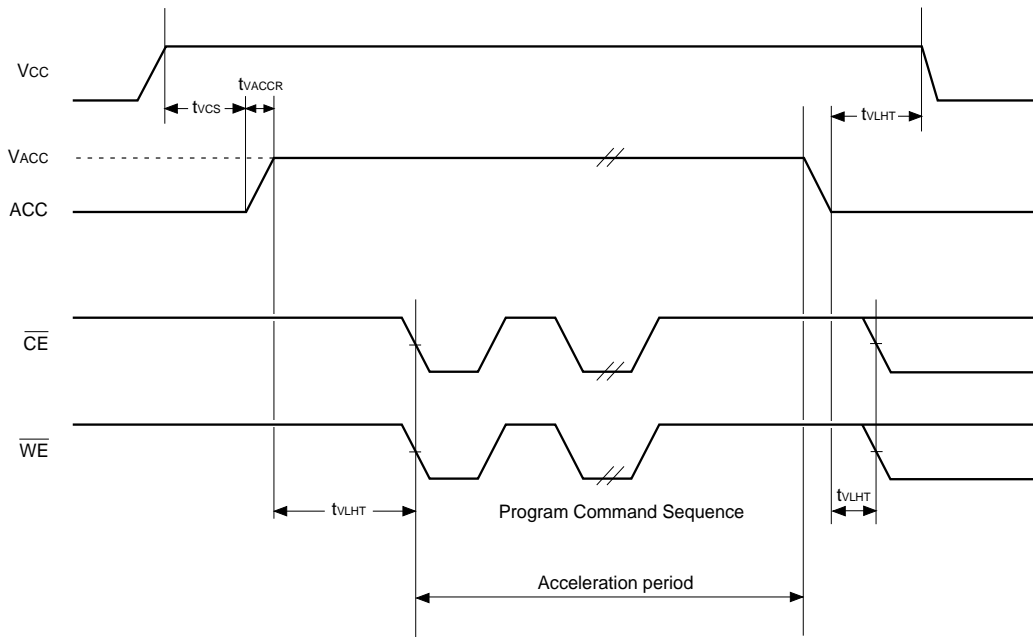 VCC
tVACCR
tVCS
tVLHT
VACC
ACC
CE
WE
tVLHT
Program Command Sequence
tVLHT
Acceleration period